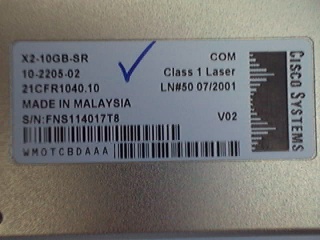 X2-10GB-SR COM
10-2205-02 Class 1 Laser
21CFR1040.10 LN#50 07/2001
MADE IN MALAYSIA
S/N:FNS114017T8 V02
WMOTCBDAAA
CISCO SYSTEMS